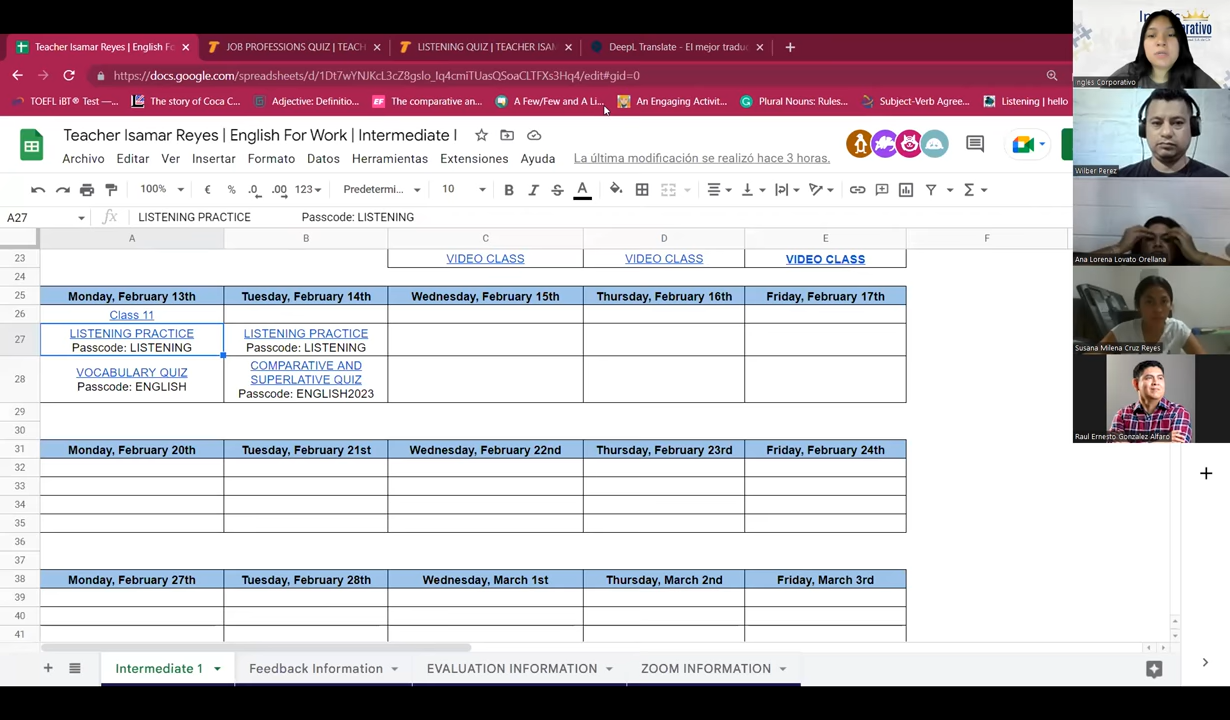 Teacher Isamar Reyes | English For
JOB PROFESSIONS QUIZ | TEACH
LISTENING QUIZ | TEACHER ISAM
DeepL Translate - El mejor tradu
https://docs.google.com/spreadsheets/d/1Dt7wYNJKcL3cZ8gslo_Iq4cmiTUasQSoaCLTFXs3Hq4/edit#gid=0
TOEFL iBT® Test —... The story of Coca C... Adjective: Definitio... EF The comparative an... A Few/Few and A Li... An Engaging Activit... Plural Nouns: Rules... Subject-Verb Agree... Listening | hello
Teacher Isamar Reyes | English For Work | Intermediate I
Archivo Editar Ver Insertar Formato Datos Herramientas Extensiones Ayuda La última modificación se realizó hace 3 horas.
100% € % .0 .00 123 Predetermi... 10 B I S A
A27 fx LISTENING PRACTICE Passcode: LISTENING
A B C D E F
23 VIDEO CLASS VIDEO CLASS VIDEO CLASS
24
25 Monday, February 13th Tuesday, February 14th Wednesday, February 15th Thursday, February 16th Friday, February 17th
26 Class 11
27 LISTENING PRACTICE LISTENING PRACTICE
Passcode: LISTENING Passcode: LISTENING
28 VOCABULARY QUIZ COMPARATIVE AND
Passcode: ENGLISH SUPERLATIVE QUIZ
Passcode: ENGLISH2023
29
30
31 Monday, February 20th Tuesday, February 21st Wednesday, February 22nd Thursday, February 23rd Friday, February 24th
32
33
34
35
36
37
38 Monday, February 27th Tuesday, February 28th Wednesday, March 1st Thursday, March 2nd Friday, March 3rd
39
40
41
Intermediate 1 Feedback Information EVALUATION INFORMATION ZOOM INFORMATION
Ingles Corporativo
Wilber Perez
Ana Lorena Lovato Orellana
Susana Milena Cruz Reyes
Raul Ernesto Gonzalez Alfaro